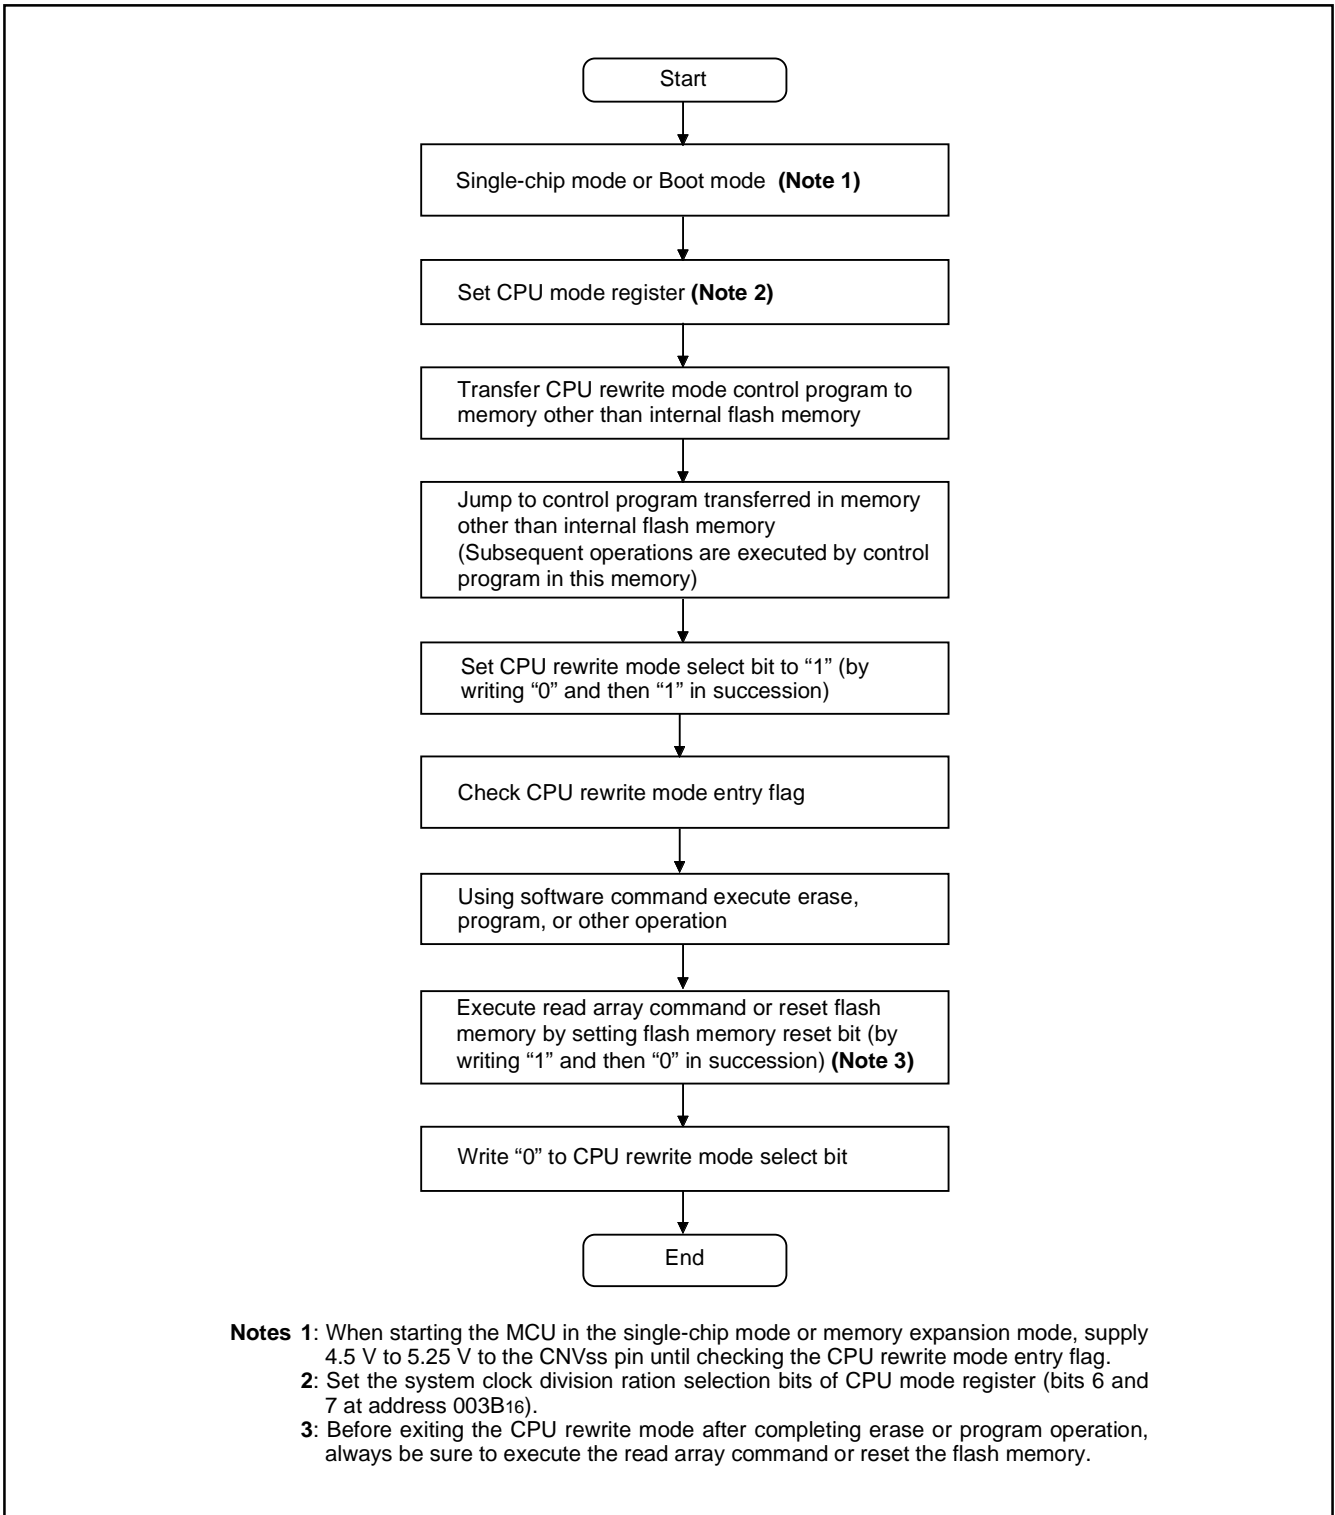 Start
Single-chip mode or Boot mode (Note 1)
Set CPU mode register (Note 2)
Transfer CPU rewrite mode control program to
memory other than internal flash memory
Jump to control program transferred in memory
other than internal flash memory
(Subsequent operations are executed by control
program in this memory)
Set CPU rewrite mode select bit to “1” (by
writing “0” and then “1” in succession)
Check CPU rewrite mode entry flag
Using software command execute erase,
program, or other operation
Execute read array command or reset flash
memory by setting flash memory reset bit (by
writing “1” and then “0” in succession) (Note 3)
Write “0” to CPU rewrite mode select bit
End
Notes 1: When starting the MCU in the single-chip mode or memory expansion mode, supply
4.5 V to 5.25 V to the CNVss pin until checking the CPU rewrite mode entry flag.
2: Set the system clock division ration selection bits of CPU mode register (bits 6 and
7 at address 003B16).
3: Before exiting the CPU rewrite mode after completing erase or program operation,
always be sure to execute the read array command or reset the flash memory.